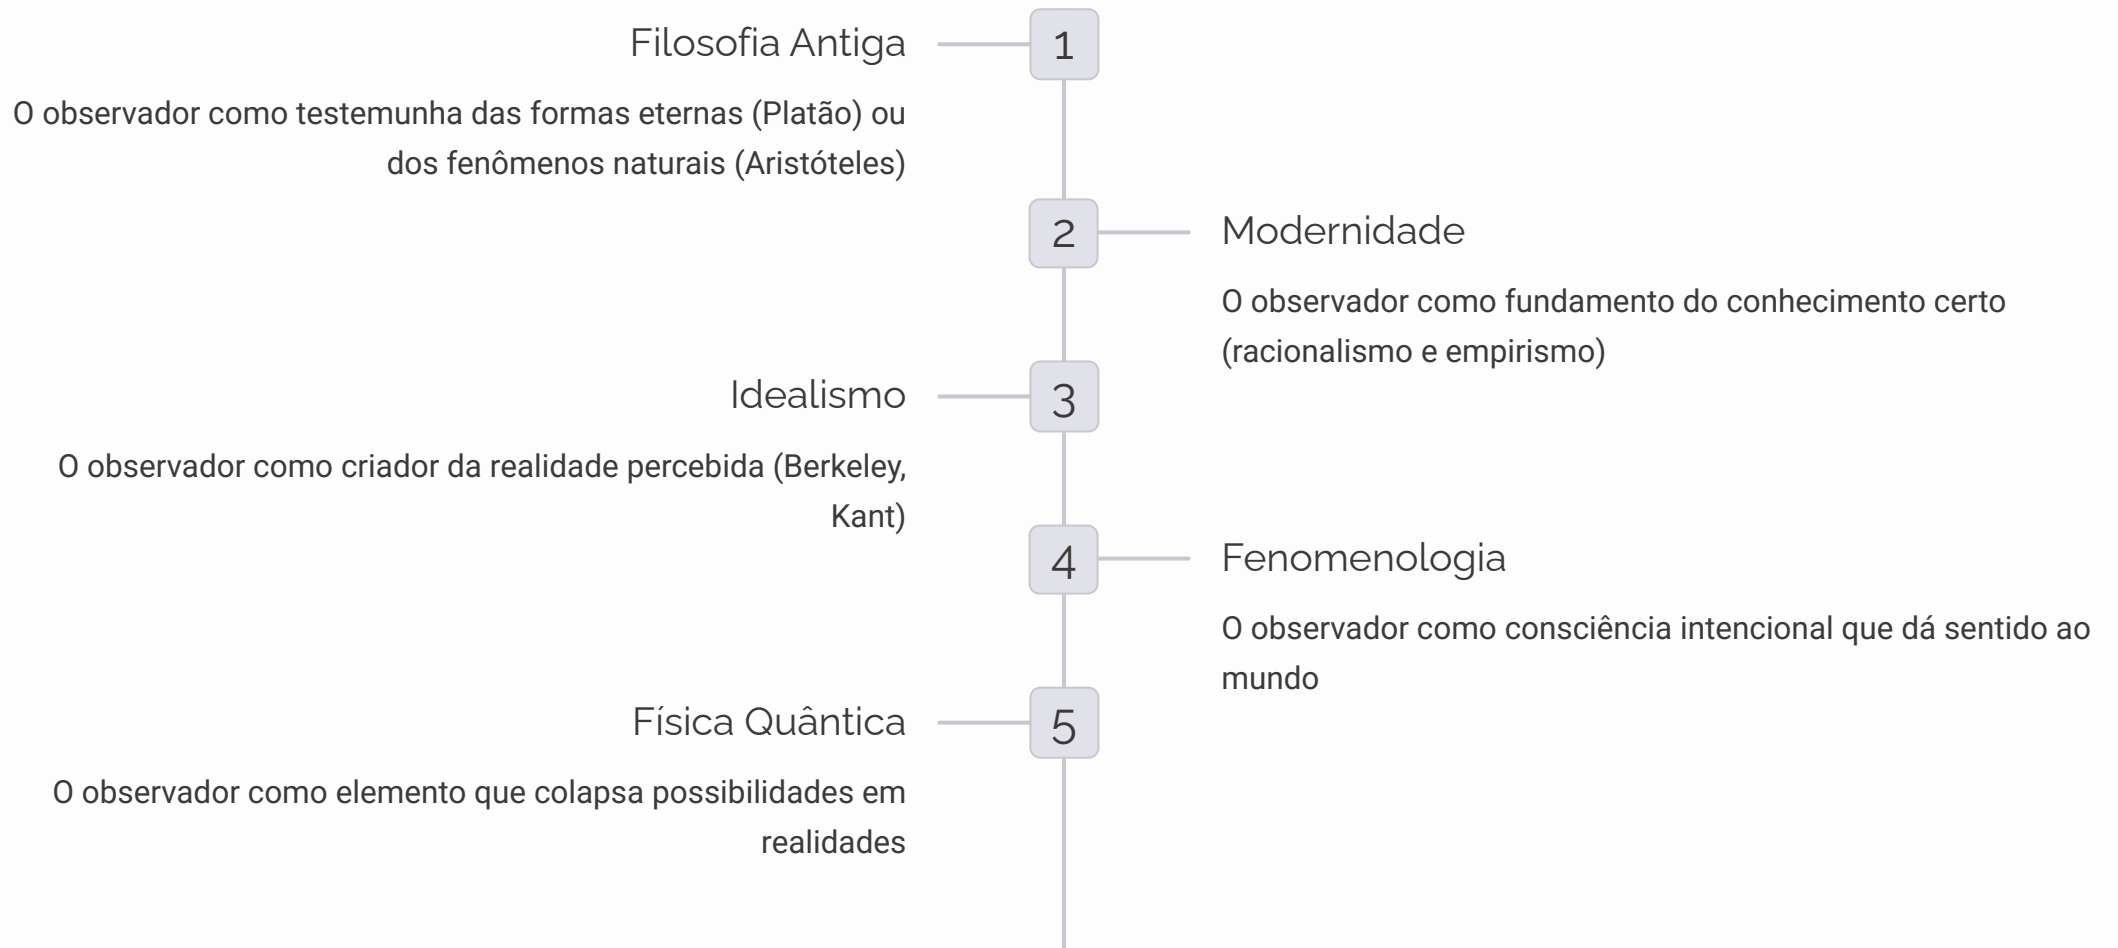 Filosofia Antiga
1
O observador como testemunha das formas eternas (Platão) ou
dos fenômenos naturais (Aristóteles)
2
Modernidade
O observador como fundamento do conhecimento certo
(racionalismo e empirismo)
Idealismo
3
O observador como criador da realidade percebida (Berkeley,
Kant)
4
Fenomenologia
O observador como consciência intencional que dá sentido ao
mundo
Física Quântica
5
O observador como elemento que colapsa possibilidades em
realidades